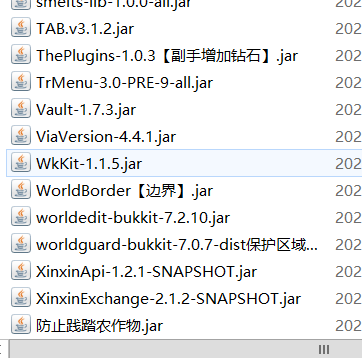 smelts-lib-1.0.0-all.jar 202
TAB.v3.1.2.jar 202
ThePlugins-1.0.3【副手增加钻石】.jar 202
TrMenu-3.0-PRE-9-all.jar 202
Vault-1.7.3.jar 202
ViaVersion-4.4.1.jar 202
WkKit-1.1.5.jar 202
WorldBorder【边界】.jar 202
worldedit-bukkit-7.2.10.jar 202
worldguard-bukkit-7.0.7-dist保护区域... 202
XinxinApi-1.2.1-SNAPSHOT.jar 202
XinxinExchange-2.1.2-SNAPSHOT.jar 202
防止践踏农作物.jar 202